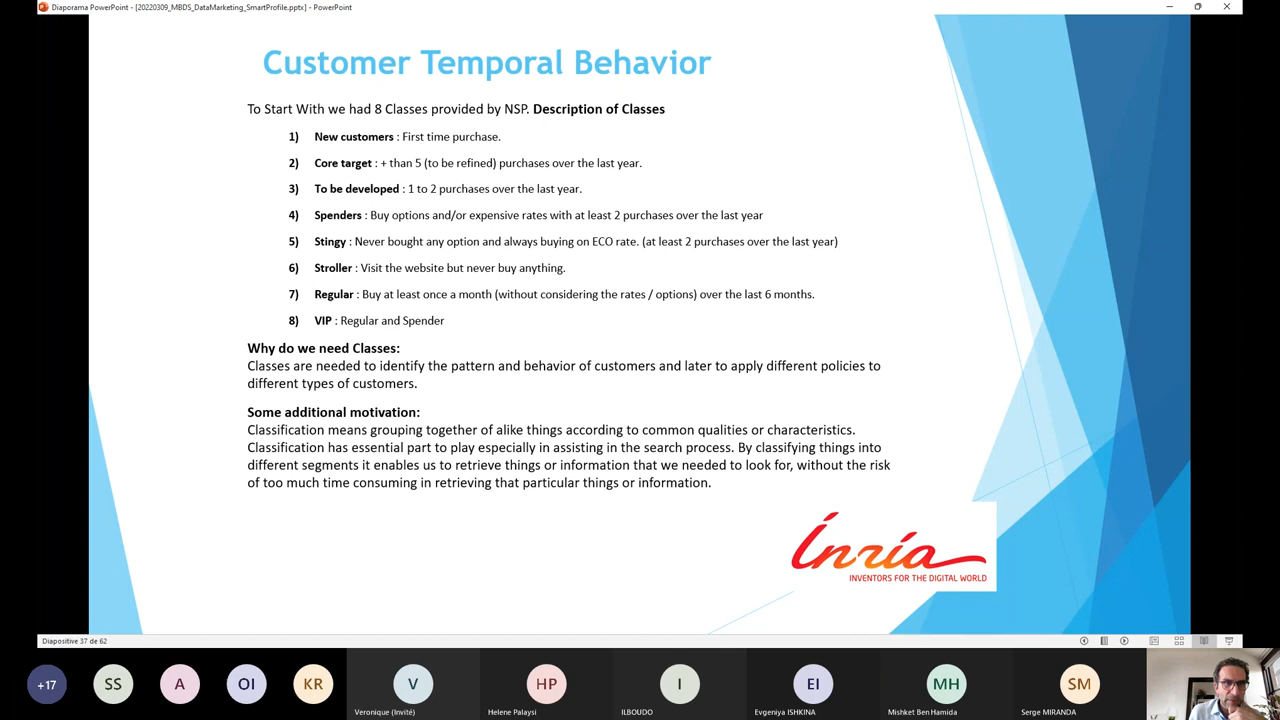 Diaporama PowerPoint - [20220309_MBDS_DataMarketing_SmartProfile.pptx] - PowerPoint
Customer Temporal Behavior
To Start With we had 8 Classes provided by NSP. Description of Classes
1) New customers : First time purchase.
2) Core target : + than 5 (to be refined) purchases over the last year.
3) To be developed : 1 to 2 purchases over the last year.
4) Spenders : Buy options and/or expensive rates with at least 2 purchases over the last year
5) Stingy : Never bought any option and always buying on ECO rate. (at least 2 purchases over the last year)
6) Stroller : Visit the website but never buy anything.
7) Regular : Buy at least once a month (without considering the rates / options) over the last 6 months.
8) VIP : Regular and Spender
Why do we need Classes:
Classes are needed to identify the pattern and behavior of customers and later to apply different policies to
different types of customers.
Some additional motivation:
Classification means grouping together of alike things according to common qualities or characteristics.
Classification has essential part to play especially in assisting in the search process. By classifying things into
different segments it enables us to retrieve things or information that we needed to look for, without the risk
of too much time consuming in retrieving that particular things or information.
Inria
INVENTORS FOR THE DIGITAL WORLD
Diapositive 37 de 62
+17
SS
A
OI
KR
V
HP
I
EI
MH
SM
Veronique (Invité)
Helene Palaysi
ILBOUDO
Evgeniya ISHKINA
Mishket Ben Hamida
Serge MIRANDA